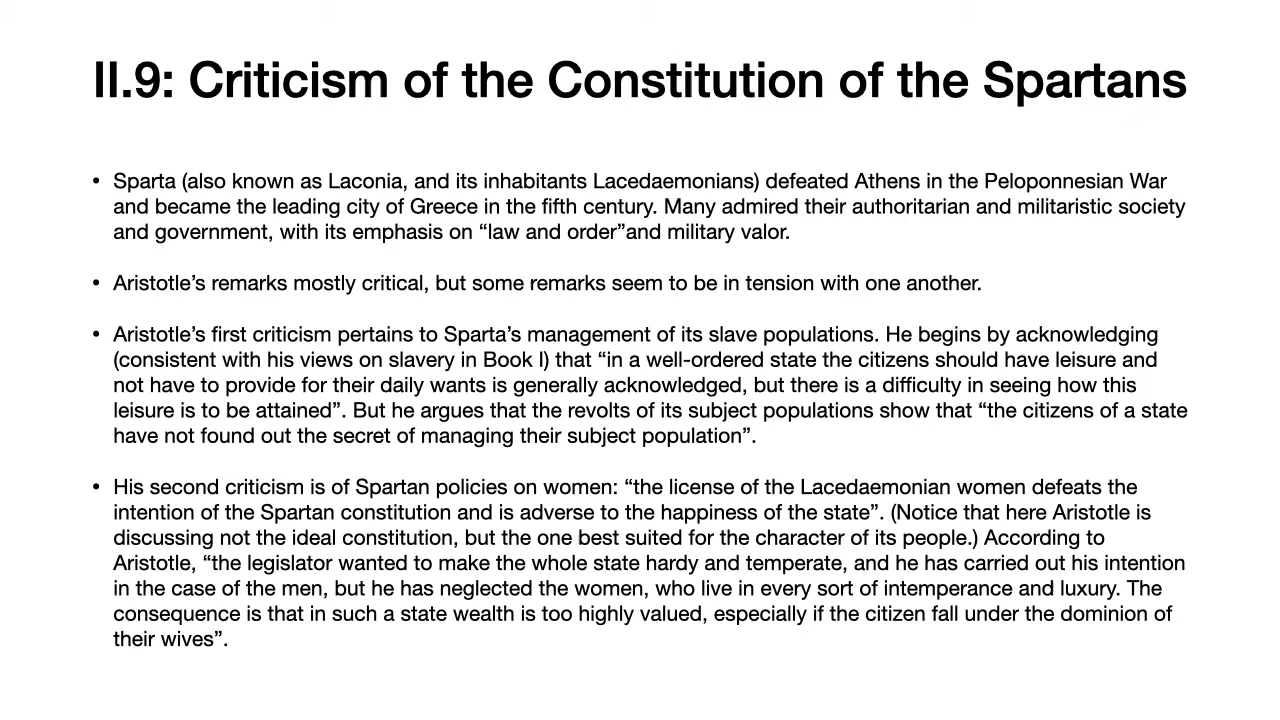 II.9: Criticism of the Constitution of the Spartans
• Sparta (also known as Laconia, and its inhabitants Lacedaemonians) defeated Athens in the Peloponnesian War
and became the leading city of Greece in the fifth century. Many admired their authoritarian and militaristic society
and government, with its emphasis on “law and order”and military valor.
• Aristotle’s remarks mostly critical, but some remarks seem to be in tension with one another.
• Aristotle’s first criticism pertains to Sparta’s management of its slave populations. He begins by acknowledging
(consistent with his views on slavery in Book I) that “in a well-ordered state the citizens should have leisure and
not have to provide for their daily wants is generally acknowledged, but there is a difficulty in seeing how this
leisure is to be attained”. But he argues that the revolts of its subject populations show that “the citizens of a state
have not found out the secret of managing their subject population”.
• His second criticism is of Spartan policies on women: “the license of the Lacedaemonian women defeats the
intention of the Spartan constitution and is adverse to the happiness of the state”. (Notice that here Aristotle is
discussing not the ideal constitution, but the one best suited for the character of its people.) According to
Aristotle, “the legislator wanted to make the whole state hardy and temperate, and he has carried out his intention
in the case of the men, but he has neglected the women, who live in every sort of intemperance and luxury. The
consequence is that in such a state wealth is too highly valued, especially if the citizen fall under the dominion of
their wives”.